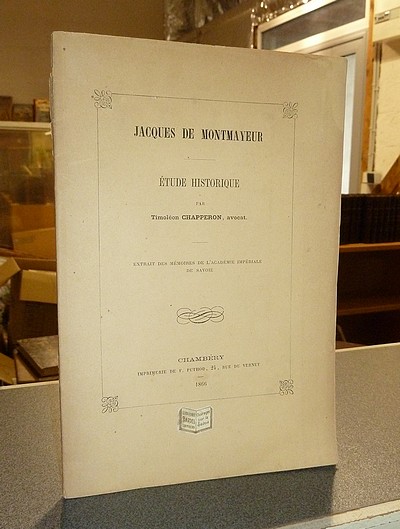 JACQUES DE MONTMAYEUR
ÉTUDE HISTORIQUE
PAR
Timoléon CHAPPERON, avocat.
EXTRAIT DES MÉMOIRES DE L'ACADÉMIE IMPÉRIALE
DE SAVOIE
CHAMBÉRY
IMPRIMERIE DE F. PUTHOD, 21, RUE DU VERNEY
1866